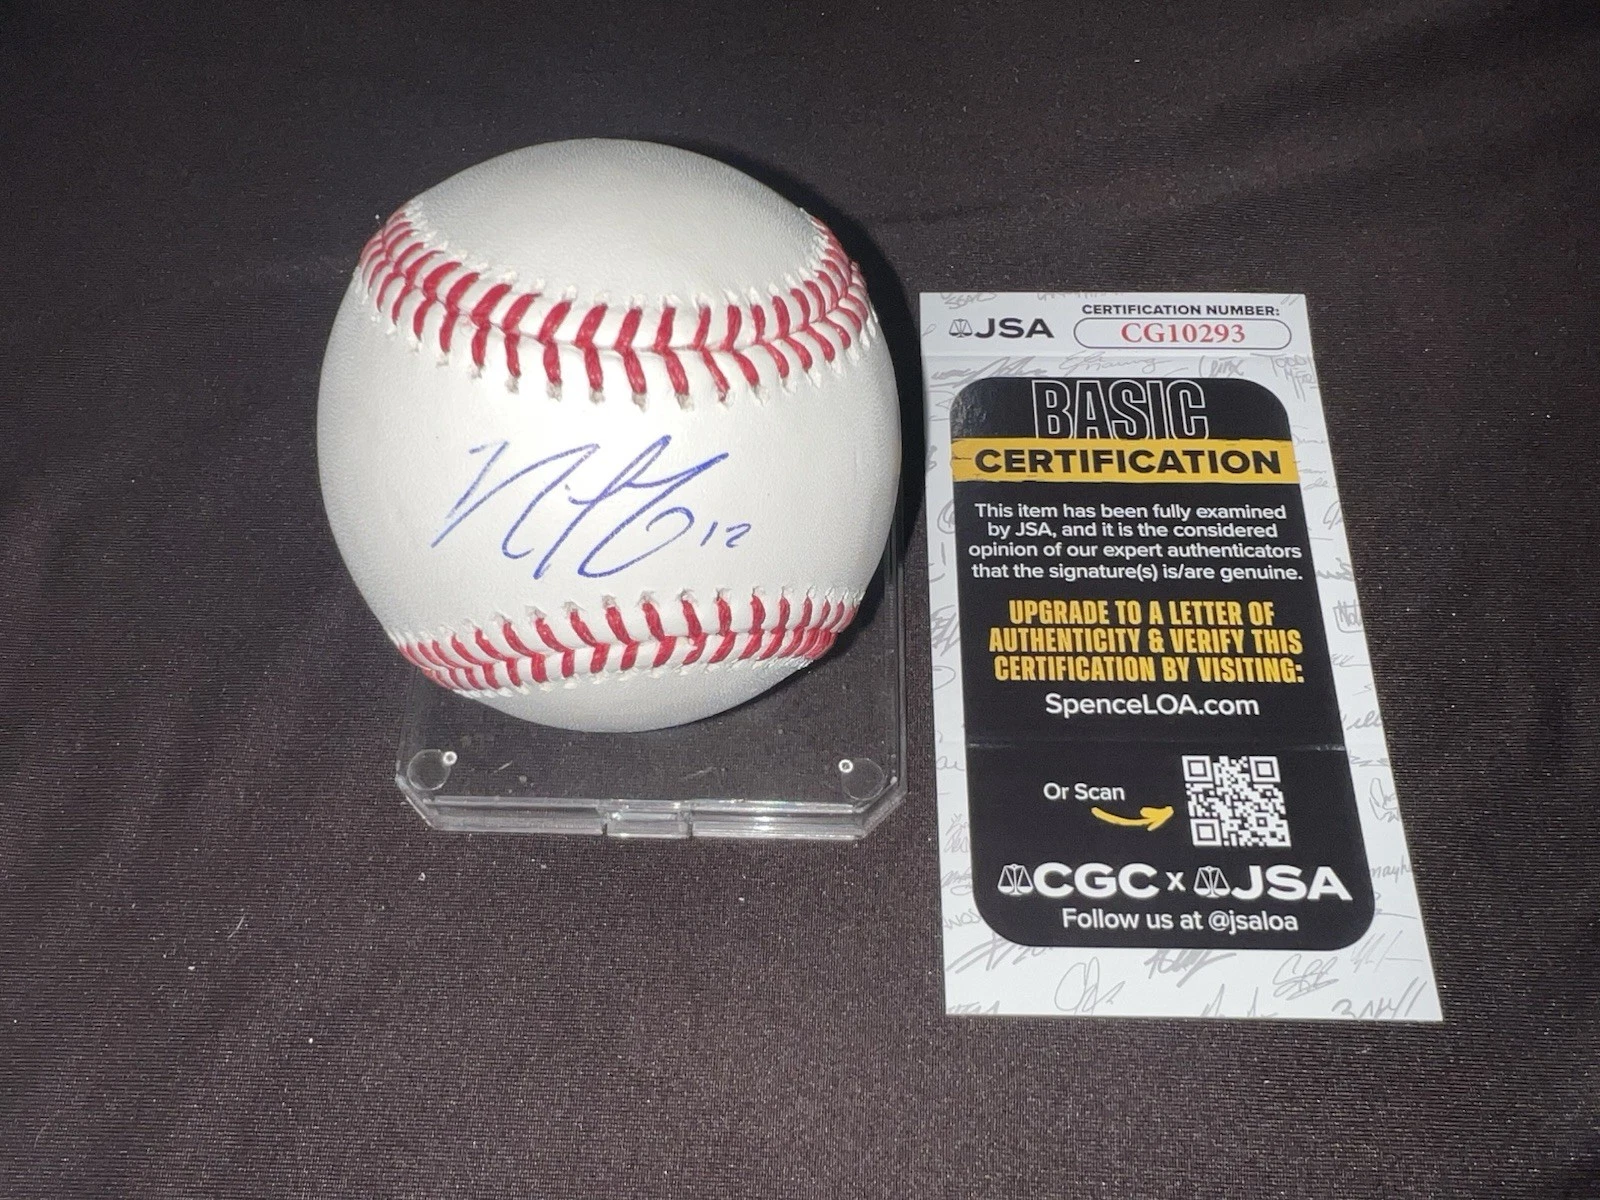 12
JSA
CERTIFICATION NUMBER:
CG10293
BASIC
CERTIFICATION
This item has been fully examined
by JSA, and it is the considered
opinion of our expert authenticators
that the signature(s) is/are genuine.
UPGRADE TO A LETTER OF
AUTHENTICITY & VERIFY THIS
CERTIFICATION BY VISITING:
SpenceLOA.com
Or Scan
CGC x JSA
Follow us at @jsaloa